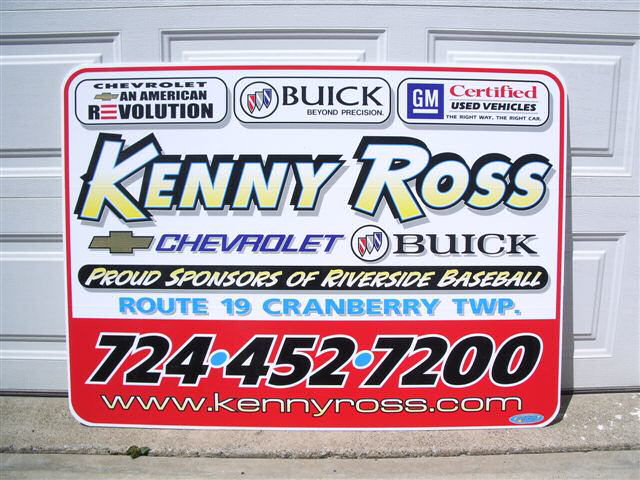 CHEVROLET
AN AMERICAN
REVOLUTION
BUICK
BEYOND PRECISION.
GM
Certified
USED VEHICLES
THE RIGHT WAY. THE RIGHT CAR.
KENNY ROSS
CHEVROLET BUICK
PROUD SPONSORS OF RIVERSIDE BASEBALL
ROUTE 19 CRANBERRY TWP.
724•452•7200
www.kennyross.com